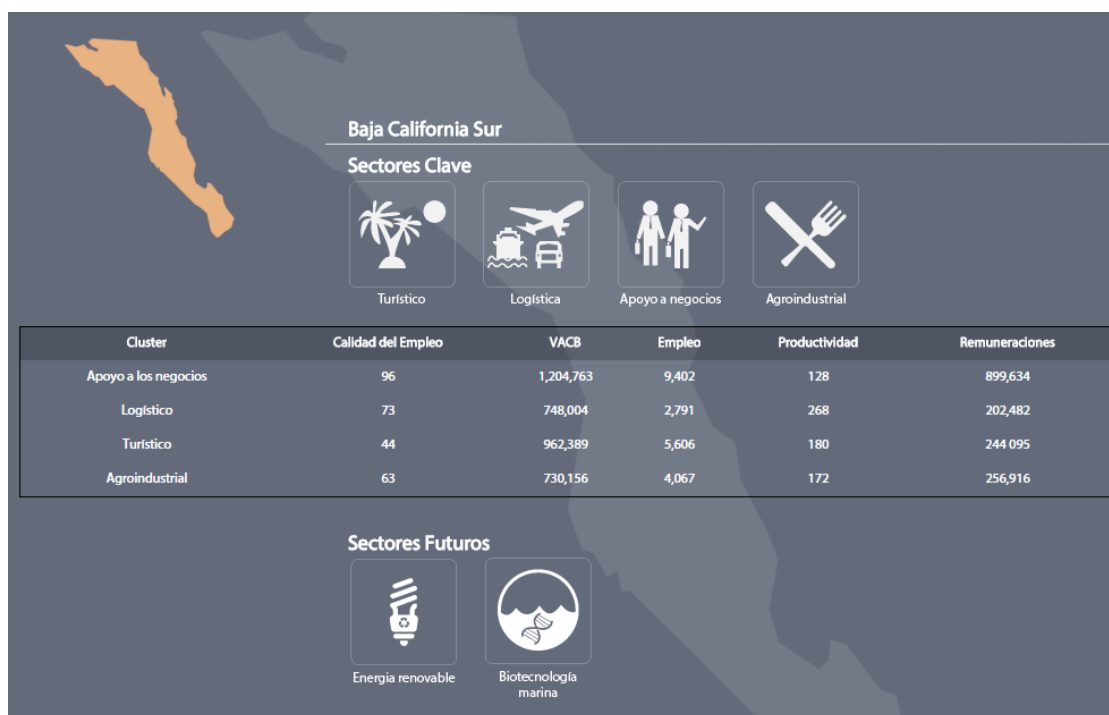 Baja California Sur
Sectores Clave
Turístico Logística Apoyo a negocios Agroindustrial
Cluster Calidad del Empleo VACB Empleo Productividad Remuneraciones
Apoyo a los negocios 96 1,204,763 9,402 128 899,634
Logístico 73 748,004 2,791 268 202,482
Turístico 44 962,389 5,606 180 244 095
Agroindustrial 63 730,156 4,067 172 256,916
Sectores Futuros
Energia renovable Biotecnología
marina